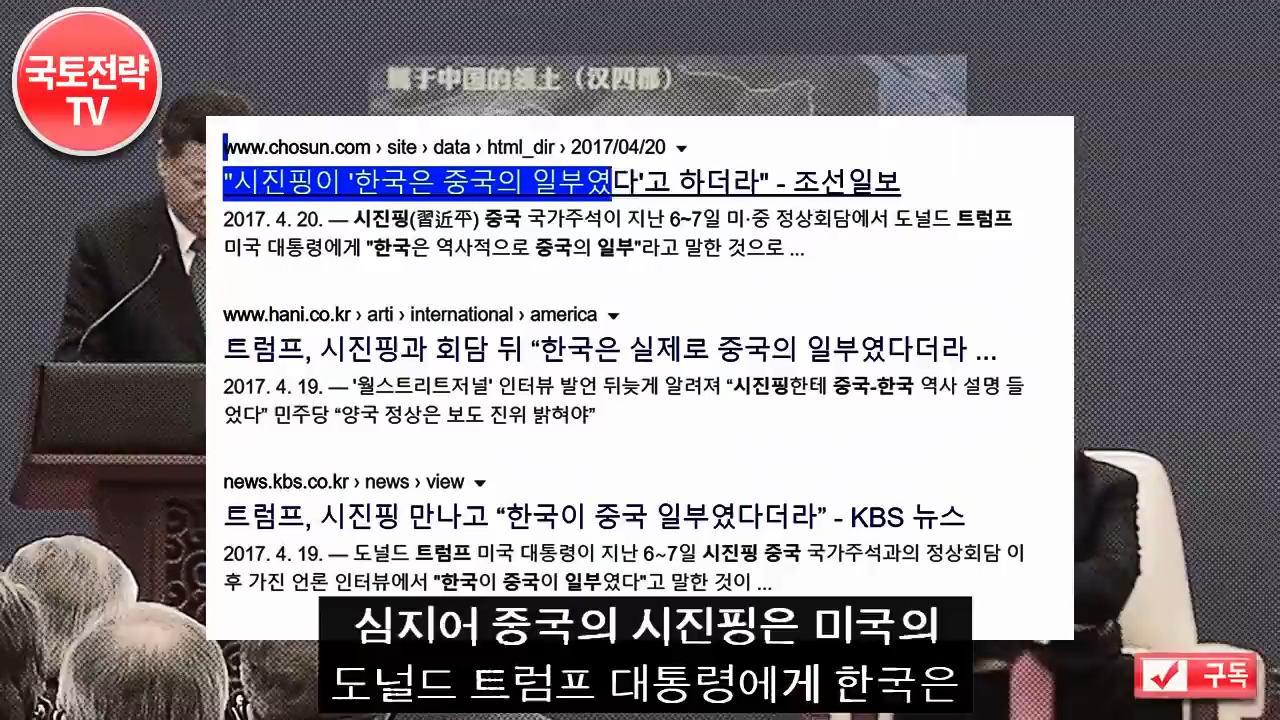 국토전략
TV
属于中国的领土（汉四郡）
www.chosun.com › site › data › html_dir › 2017/04/20
"시진핑이 '한국은 중국의 일부였다'고 하더라" - 조선일보
2017. 4. 20. — 시진핑(習近平) 중국 국가주석이 지난 6~7일 미·중 정상회담에서 도널드 트럼프
미국 대통령에게 "한국은 역사적으로 중국의 일부"라고 말한 것으로 ...
www.hani.co.kr › arti › international › america
트럼프, 시진핑과 회담 뒤 “한국은 실제로 중국의 일부였다더라 ...
2017. 4. 19. — '월스트리트저널' 인터뷰 발언 뒤늦게 알려져 “시진핑한테 중국-한국 역사 설명 들
었다” 민주당 “양국 정상은 보도 진위 밝혀야”
news.kbs.co.kr › news › view
트럼프, 시진핑 만나고 “한국이 중국 일부였다더라” - KBS 뉴스
2017. 4. 19. — 도널드 트럼프 미국 대통령이 지난 6~7일 시진핑 중국 국가주석과의 정상회담 이
후 가진 언론 인터뷰에서 "한국이 중국이 일부였다"고 말한 것이 ...
심지어 중국의 시진핑은 미국의
도널드 트럼프 대통령에게 한국은
구독